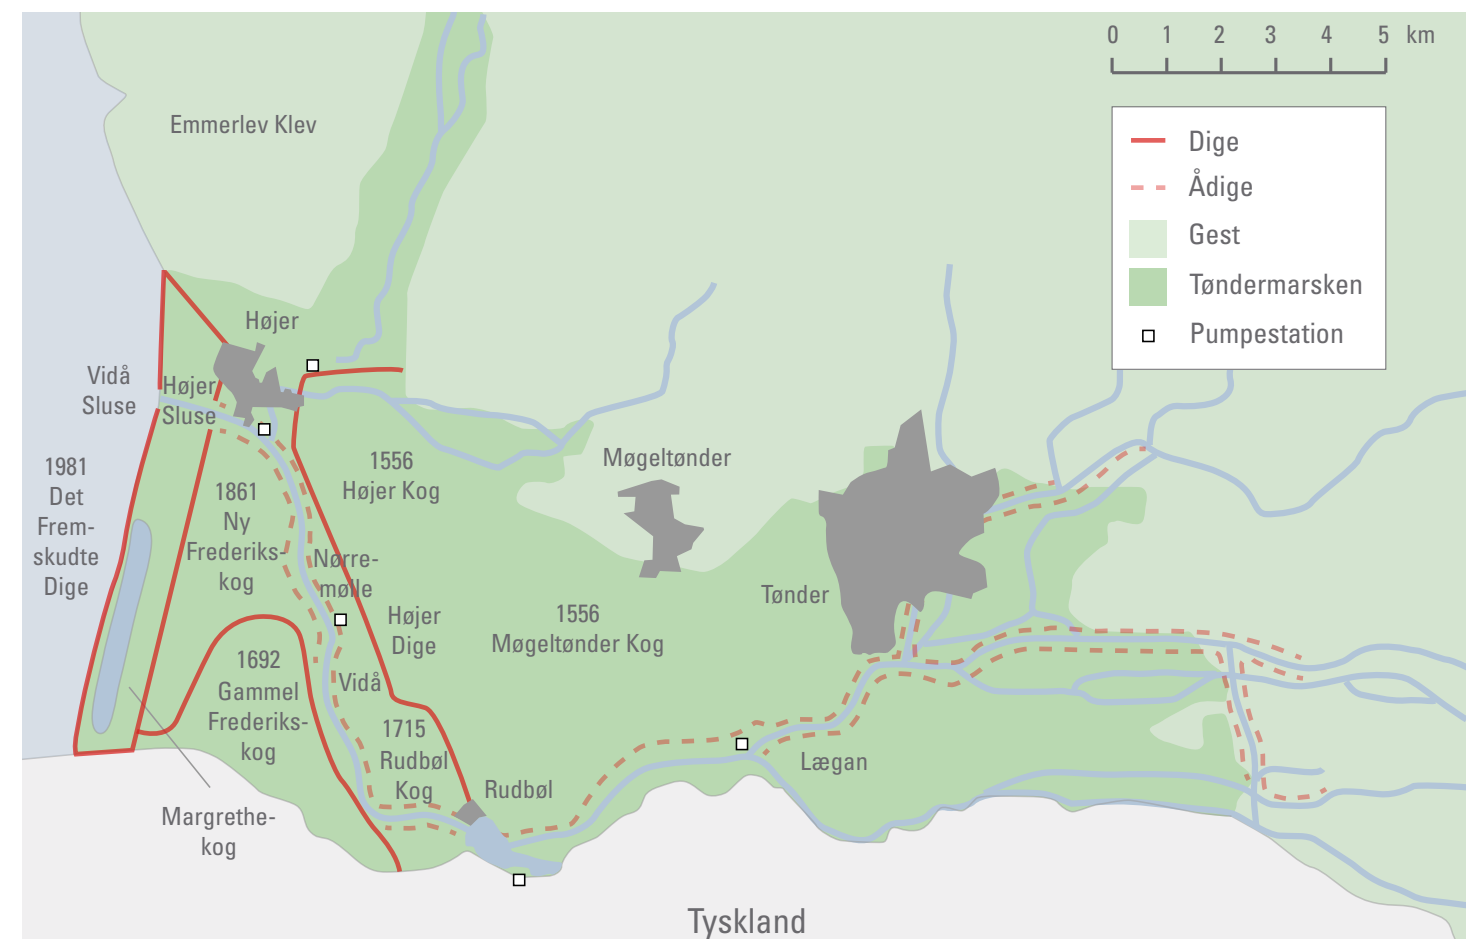 0 1 2 3 4 5 km
Dige
Ådige
Gest
Tøndermarsken
Pumpestation
Emmerlev Klev
Højer
Vidå
Sluse
Højer
Sluse
1981
Det
Frem-
skudte
Dige
1861
Ny
Frederiks-
kog
1556
Højer Kog
Møgeltønder
Nørre-
mølle
Højer
Dige
1556
Møgeltønder Kog
Tønder
1692
Gammel
Frederiks-
kog
Vidå
1715
Rudbøl
Kog
Rudbøl
Lægan
Margrethe-
kog
Tyskland